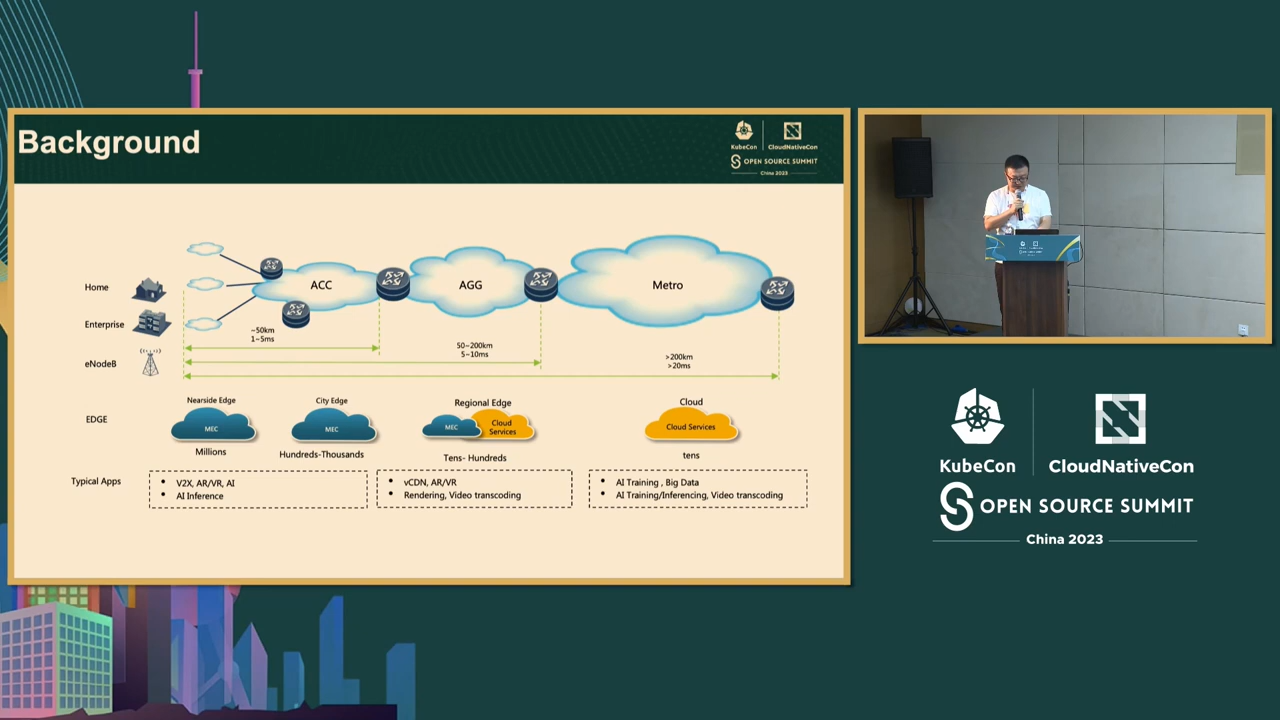 Background
KubeCon
CloudNativeCon
OPEN SOURCE SUMMIT
China 2023
Home
Enterprise
eNodeB
ACC
AGG
Metro
~50km
1~5ms
50~200km
5~10ms
>200km
>20ms
EDGE
Nearside Edge
MEC
Millions
City Edge
MEC
Hundreds-Thousands
Regional Edge
MEC
Cloud
Services
Tens- Hundreds
Cloud
Cloud Services
tens
Typical Apps
• V2X, AR/VR, AI
• AI Inference
• vCDN, AR/VR
• Rendering, Video transcoding
• AI Training , Big Data
• AI Training/Inferencing, Video transcoding
KubeCon
CloudNativeCon
OPEN SOURCE SUMMIT
China 2023